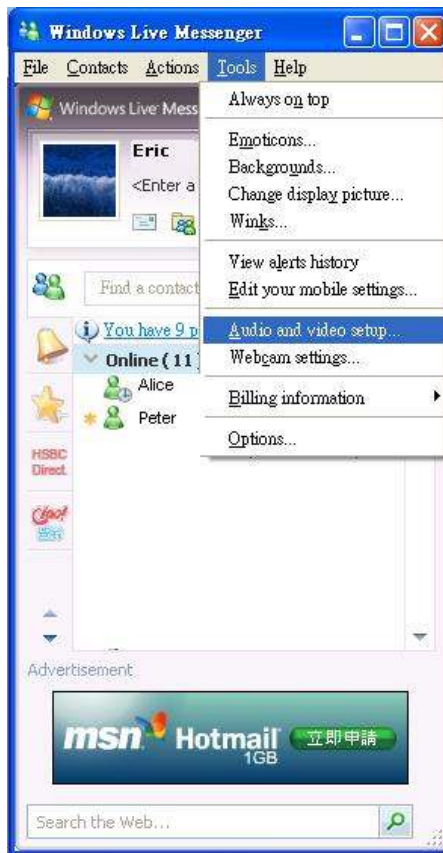 Windows Live Messenger
File Contacts Actions Tools Help
Windows Live Mess
Always on top
Eric
<Enter a
Emoticons...
Backgrounds...
Change display picture...
Winks...
View alerts history
Edit your mobile settings...
Find a contact
Audio and video setup...
Webcam settings...
Billing information
Options...
You have 9 p
Online ( 11 )
Alice
Peter
HSBC
Direct
Advertisement
msn Hotmail 立即申請
1GB
Search the Web...